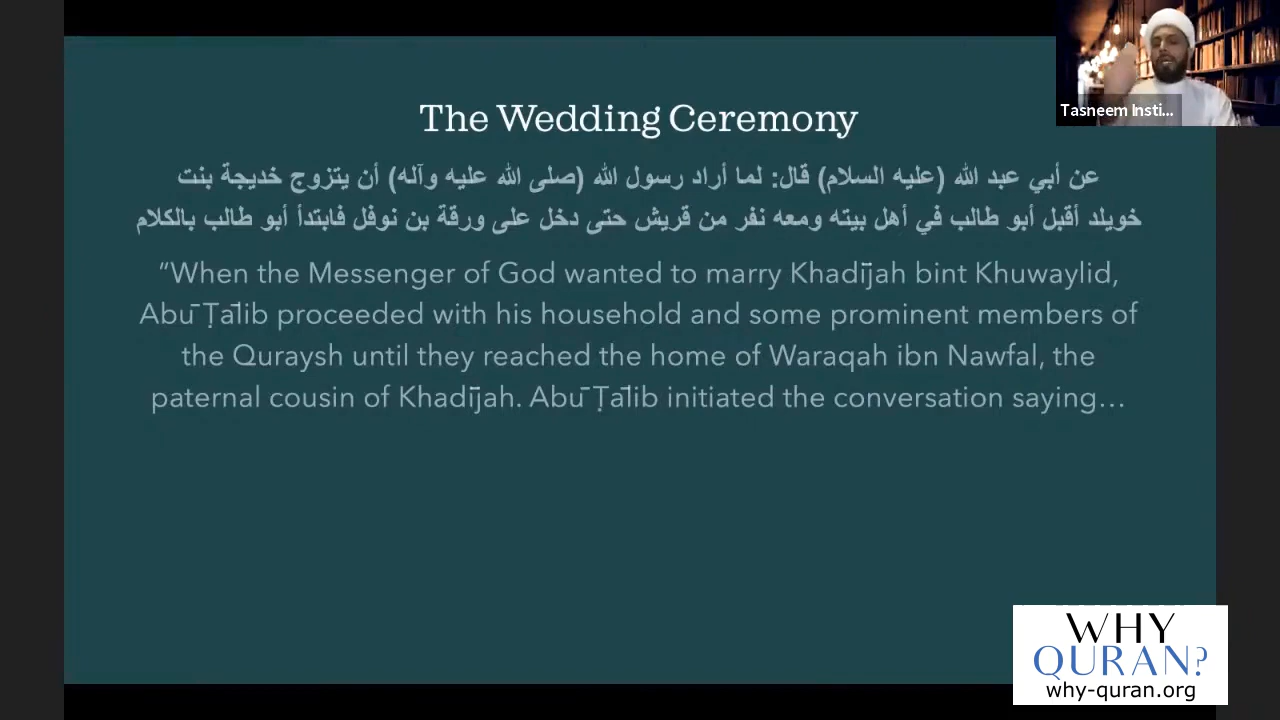 The Wedding Ceremony
عن أبي عبد الله (عليه السلام) قال: لما أراد رسول الله (صلى الله عليه وآله) أن يتزوج خديجة بنت
خويلد أقبل أبو طالب في أهل بيته ومعه نفر من قريش حتى دخل على ورقة بن نوفل فابتدأ أبو طالب بالكلام
“When the Messenger of God wanted to marry Khadījah bint Khuwaylid,
Abū Ṭālib proceeded with his household and some prominent members of
the Quraysh until they reached the home of Waraqah ibn Nawfal, the
paternal cousin of Khadījah. Abū Ṭālib initiated the conversation saying…
Tasneem Insti...
WHY
QURAN?
why-quran.org